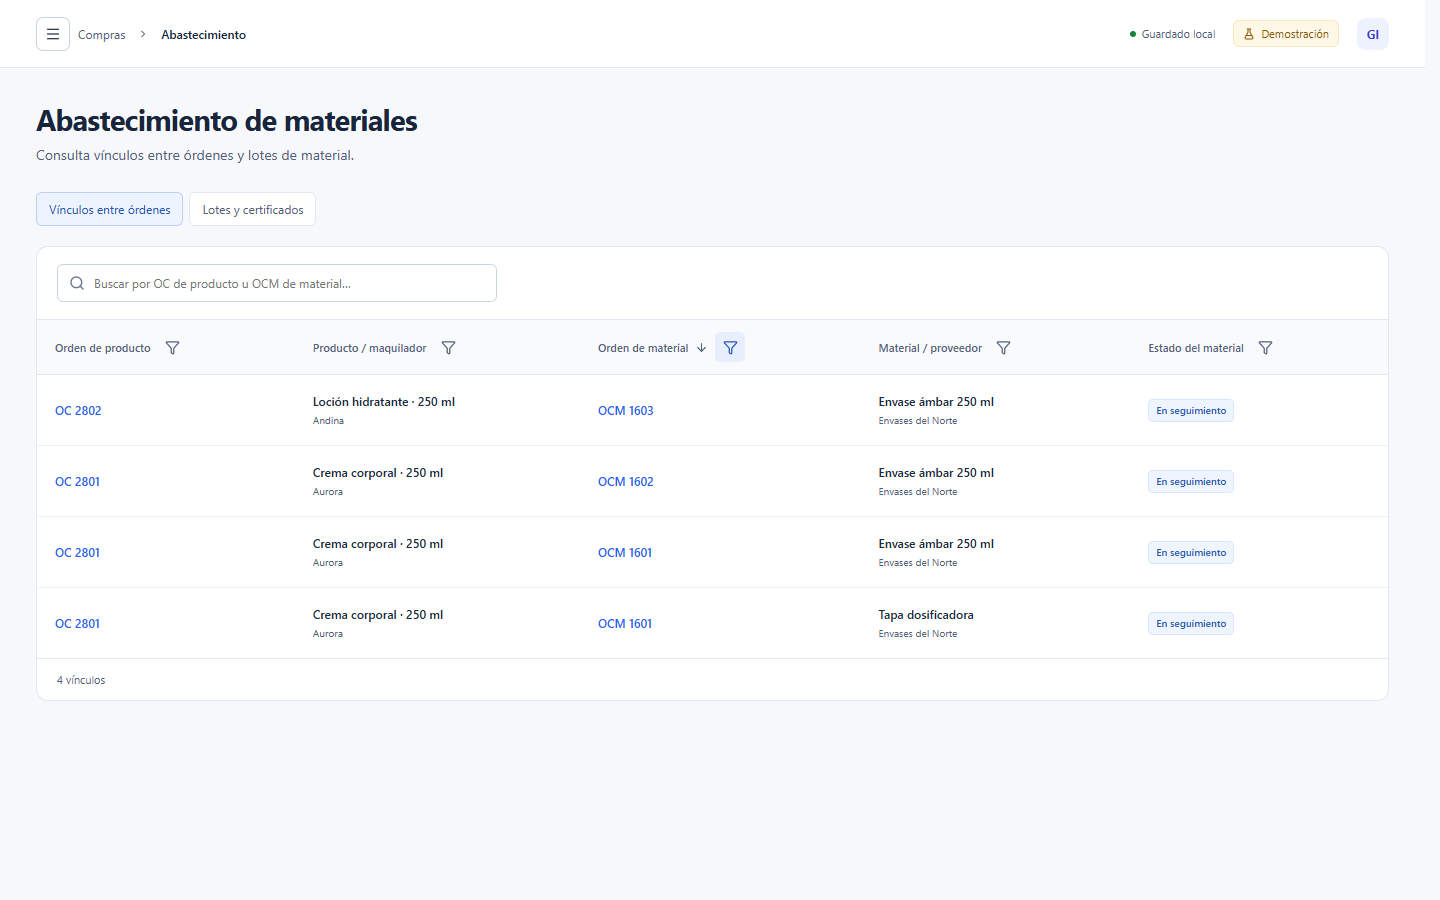 Compras
Abastecimiento
Guardado local
Demostración
GI
Abastecimiento de materiales
Consulta vínculos entre órdenes y lotes de material.
Vínculos entre órdenes
Lotes y certificados
Buscar por OC de producto u OCM de material...
Orden de producto
Producto / maquilador
Orden de material
Material / proveedor
Estado del material
OC 2802
Loción hidratante · 250 ml
Andina
OCM 1603
Envase ámbar 250 ml
Envases del Norte
En seguimiento
OC 2801
Crema corporal · 250 ml
Aurora
OCM 1602
Envase ámbar 250 ml
Envases del Norte
En seguimiento
OC 2801
Crema corporal · 250 ml
Aurora
OCM 1601
Envase ámbar 250 ml
Envases del Norte
En seguimiento
OC 2801
Crema corporal · 250 ml
Aurora
OCM 1601
Tapa dosificadora
Envases del Norte
En seguimiento
4 vínculos